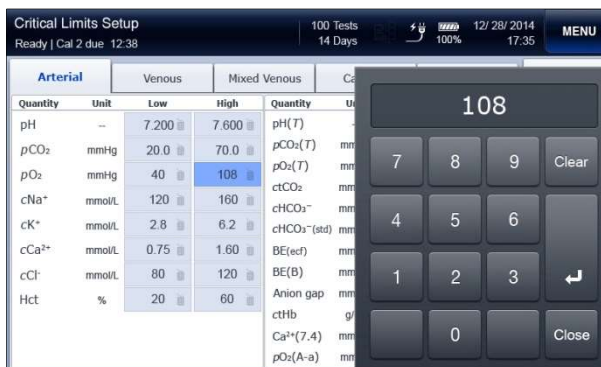 Critical Limits Setup
Ready | Cal 2 due 12:38
100 Tests
14 Days
100%
12/ 28/ 2014
17:35
MENU
Arterial Venous Mixed Venous
Quantity Unit Low High
pH -- 7.200 7.600
pCO₂ mmHg 20.0 70.0
pO₂ mmHg 40 108
cNa⁺ mmol/L 120 160
cK⁺ mmol/L 2.8 6.2
cCa²⁺ mmol/L 0.75 1.60
cCl⁻ mmol/L 80 120
Hct % 20 60
Quantity
pH(T)
pCO₂(T)
pO₂(T)
ctCO₂
cHCO₃⁻
cHCO₃⁻(std)
BE(ecf)
BE(B)
Anion gap
ctHb
Ca²⁺(7.4)
pO₂(A-a)
108
7 8 9 Clear
4 5 6
1 2 3 ↵
0 Close